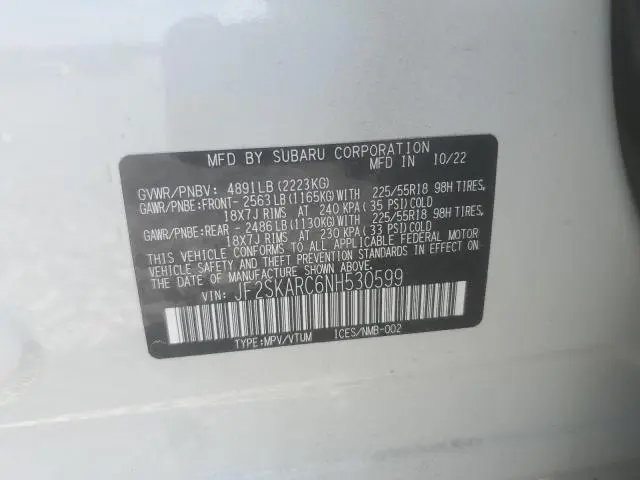 MFD BY SUBARU CORPORATION
MFD IN 10/22
GVWR/PNBV: 4891LB(2223KG)
GAWR/PNBE:FRONT- 2563LB(1165KG)WITH 225/55R18 98H TIRES,
18X7J RIMS AT 240 KPA(35 PSI)COLD
GAWR/PNBE:REAR - 2486LB(1130KG)WITH 225/55R18 98H TIRES,
18X7J RIMS AT 230 KPA(33 PSI)COLD
THIS VEHICLE CONFORMS TO ALL APPLICABLE FEDERAL MOTOR
VEHICLE SAFETY AND THEFT PREVENTION STANDARDS IN EFFECT ON
THE DATE OF MANUFACTURE SHOWN ABOVE.
VIN: JF2SKARC6NH530599
TYPE:MPV/VTUM ICES/NMB-002